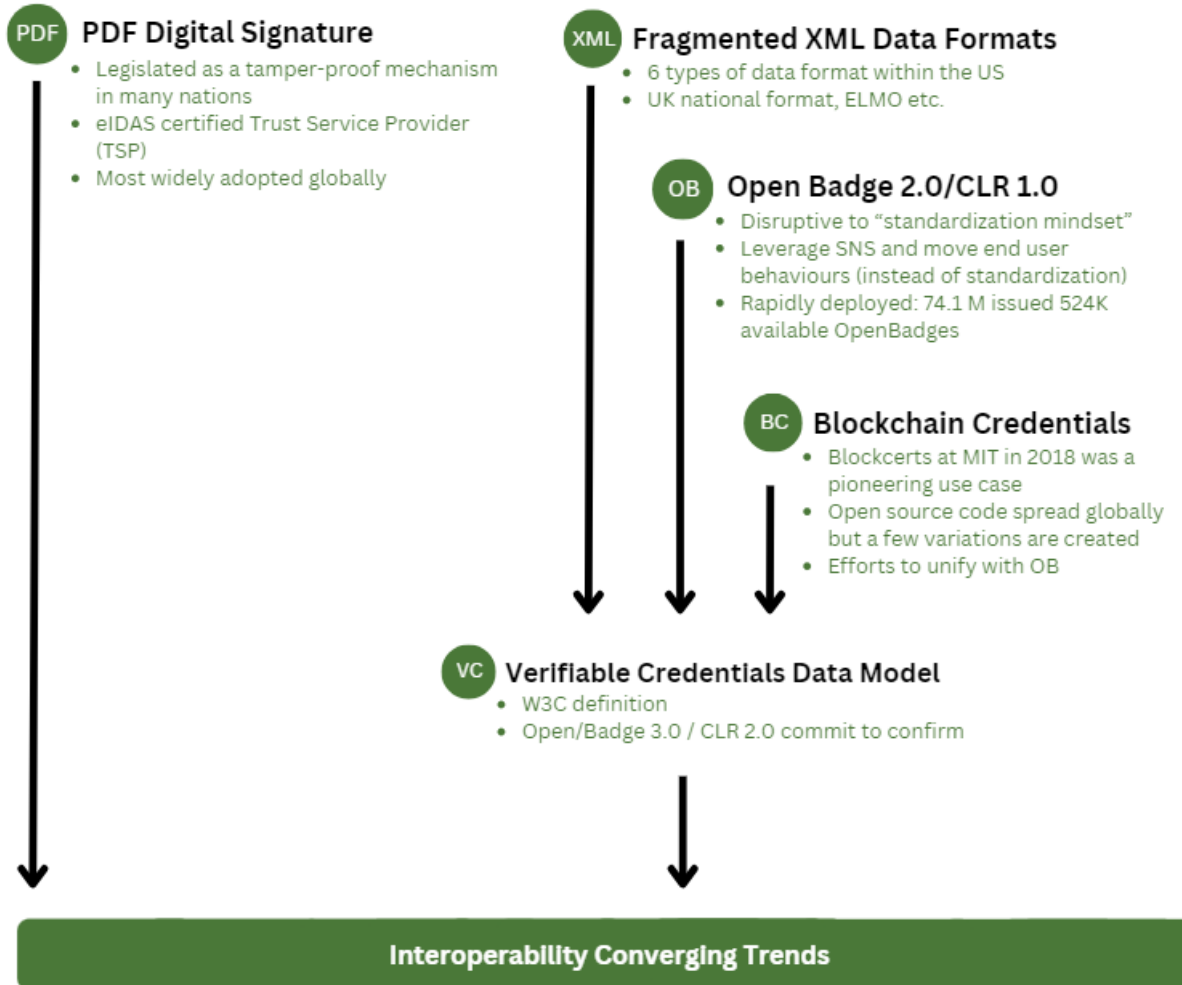 PDF
PDF Digital Signature
• Legislated as a tamper-proof mechanism
in many nations
• eIDAS certified Trust Service Provider
(TSP)
• Most widely adopted globally
XML
Fragmented XML Data Formats
• 6 types of data format within the US
• UK national format, ELMO etc.
OB
Open Badge 2.0/CLR 1.0
• Disruptive to “standardization mindset”
• Leverage SNS and move end user
behaviours (instead of standardization)
• Rapidly deployed: 74.1 M issued 524K
available OpenBadges
BC
Blockchain Credentials
• Blockcerts at MIT in 2018 was a
pioneering use case
• Open source code spread globally
but a few variations are created
• Efforts to unify with OB
VC
Verifiable Credentials Data Model
• W3C definition
• Open/Badge 3.0 / CLR 2.0 commit to confirm
Interoperability Converging Trends